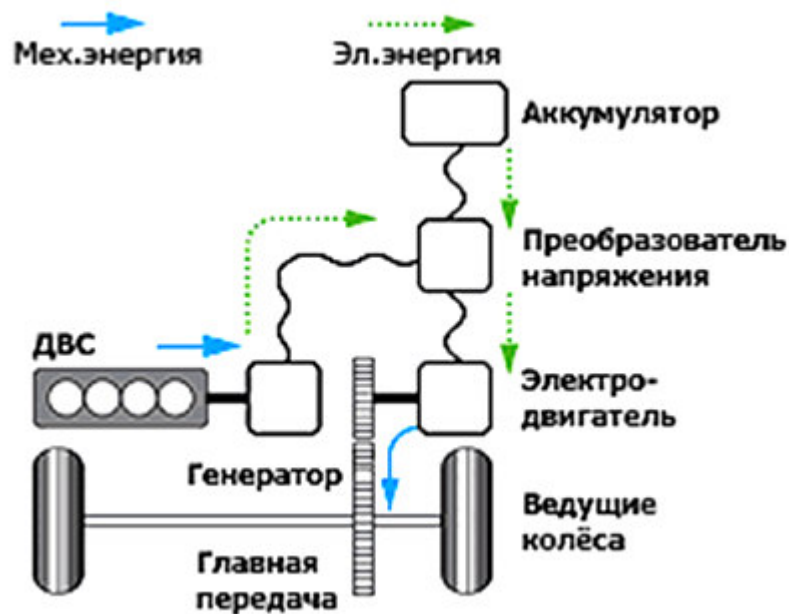 Мех.энергия
Эл.энергия
Аккумулятор
Преобразователь
напряжения
ДВС
Электро-
двигатель
Генератор
Ведущие
колёса
Главная
передача